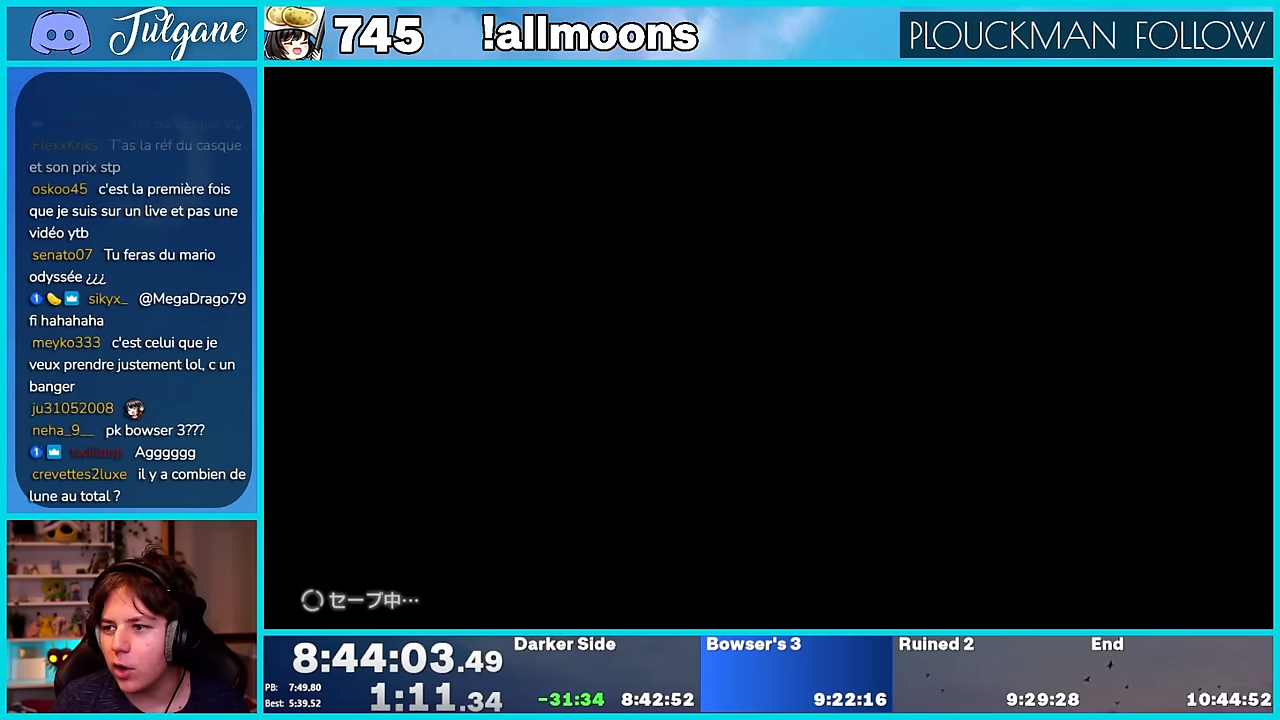 Julgane
745 !allmoons
PLOUCKMAN FOLLOW
ref du casque stp
FlexxKriks T'as la réf du casque
et son prix stp
oskoo45 c'est la première fois
que je suis sur un live et pas une
vidéo ytb
senato07 Tu feras du mario
odyssée ¿¿¿
sikyx_ @MegaDrago79
fi hahahaha
meyko333 c'est celui que je
veux prendre justement lol, c un
banger
ju31052008
neha_9__ pk bowser 3???
Agggggg
crevettes2luxe il y a combien de
lune au total ?
セーブ中…
8:44:03.49
PB: 7:49,80
Best: 5:39,52
1:11.34
Darker Side
-31:34 8:42:52
Bowser's 3
9:22:16
Ruined 2
9:29:28
End
10:44:52